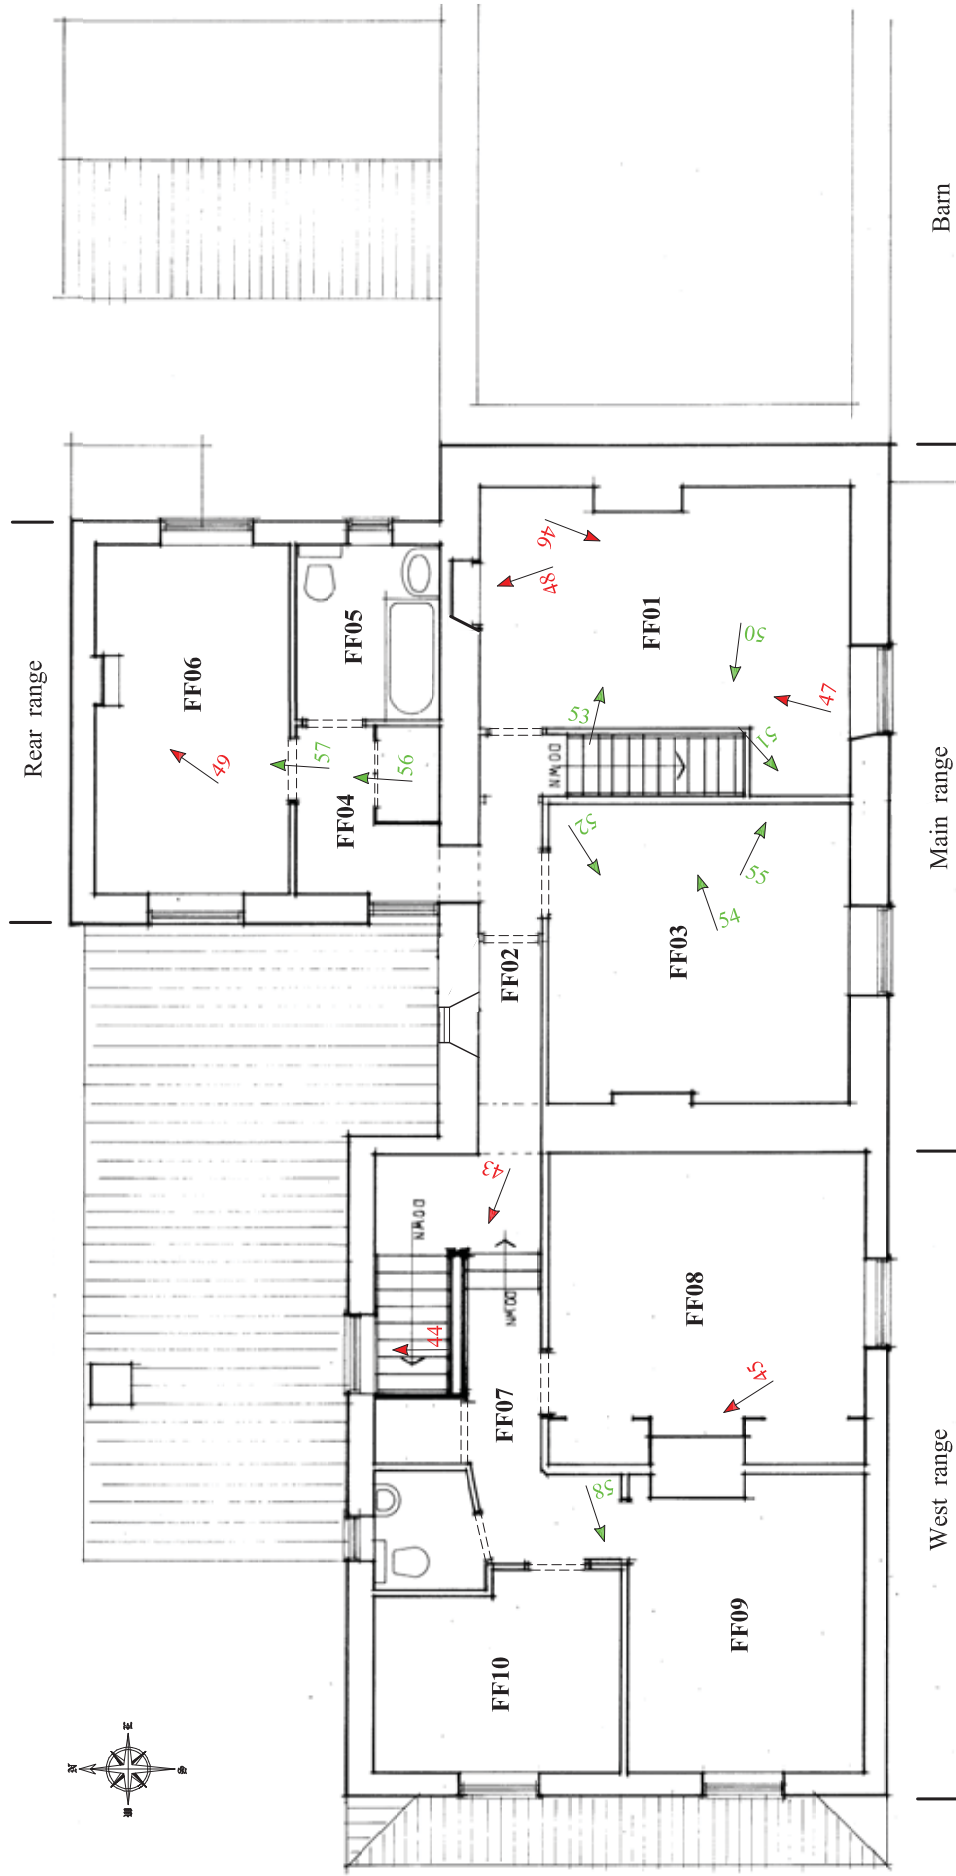 Rear range
FF06
49
57
FF05
56
FF04
46
48
FF01
50
53
47
51
DOWN
52
55
54
FF03
FF02
Main range
Barn
43
DOWN
DOWN
44
FF08
45
FF07
58
FF09
FF10
West range
N
E
S
W